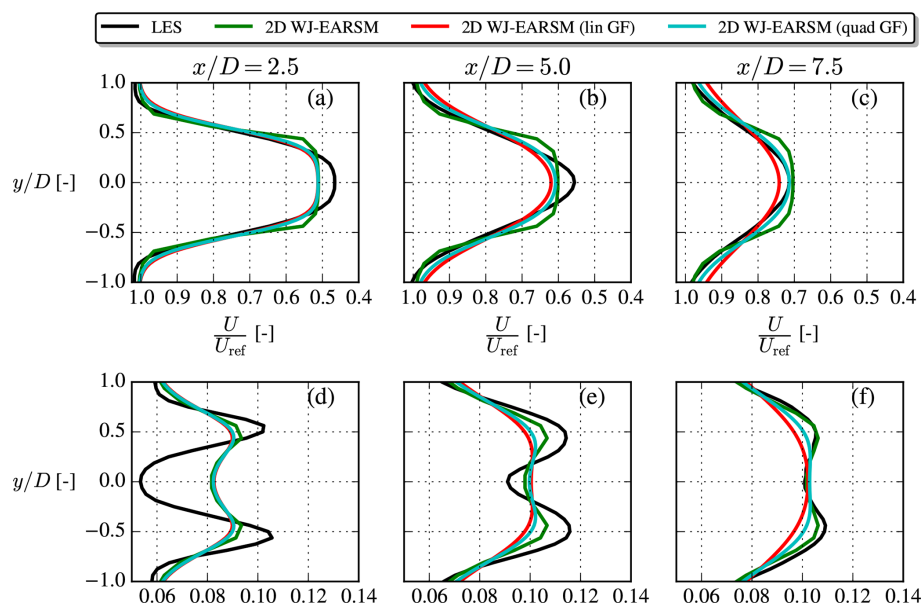 LES 2D WJ-EARSM 2D WJ-EARSM (lin GF) 2D WJ-EARSM (quad GF)
x/D = 2.5 x/D = 5.0 x/D = 7.5
(a) (b) (c)
1.0
0.5
y/D [-] 0.0
−0.5
−1.0
1.0 0.9 0.8 0.7 0.6 0.5 0.4 1.0 0.9 0.8 0.7 0.6 0.5 0.4 1.0 0.9 0.8 0.7 0.6 0.5 0.4
U/Uref [-] U/Uref [-] U/Uref [-]
(d) (e) (f)
1.0
0.5
y/D [-] 0.0
−0.5
−1.0
0.06 0.08 0.10 0.12 0.14 0.06 0.08 0.10 0.12 0.14 0.06 0.08 0.10 0.12 0.14